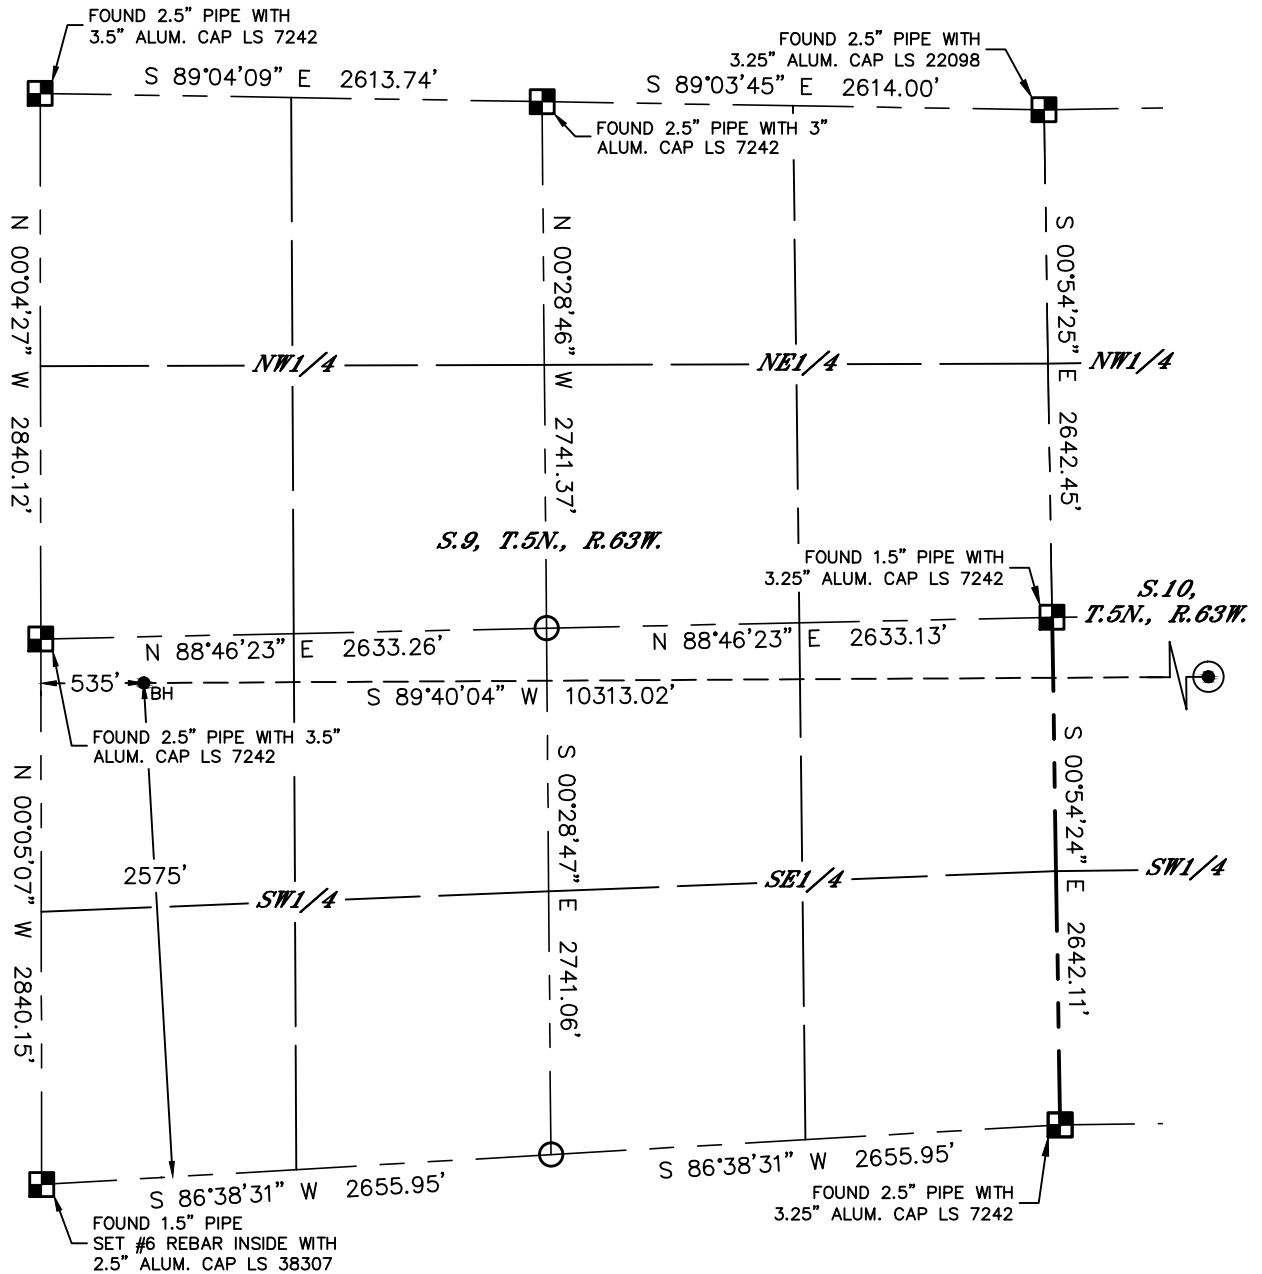 FOUND 2.5" PIPE WITH
3.5" ALUM. CAP LS 7242
FOUND 2.5" PIPE WITH
3.25" ALUM. CAP LS 22098
S 89°04'09" E 2613.74'
S 89°03'45" E 2614.00'
FOUND 2.5" PIPE WITH 3"
ALUM. CAP LS 7242
N 00°04'27" W 2840.12'
N 00°28'46" W 2741.37'
S 00°54'25" E 2642.45'
NW1/4
NE1/4
NW1/4
S.9, T.5N., R.63W.
FOUND 1.5" PIPE WITH
3.25" ALUM. CAP LS 7242
S.10,
T.5N., R.63W.
N 88°46'23" E 2633.26'
N 88°46'23" E 2633.13'
535'
BH
S 89°40'04" W 10313.02'
FOUND 2.5" PIPE WITH 3.5"
ALUM. CAP LS 7242
N 00°05'07" W 2840.15'
S 00°28'47" E 2741.06'
S 00°54'24" E 2642.11'
2575'
SW1/4
SE1/4
SW1/4
S 86°38'31" W 2655.95'
S 86°38'31" W 2655.95'
FOUND 2.5" PIPE WITH
3.25" ALUM. CAP LS 7242
FOUND 1.5" PIPE
SET #6 REBAR INSIDE WITH
2.5" ALUM. CAP LS 38307